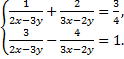 { 1/(2x−3y) + 2/(3x−2y) = 3/4,
{ 3/(2x−3y) − 4/(3x−2y) = 1.